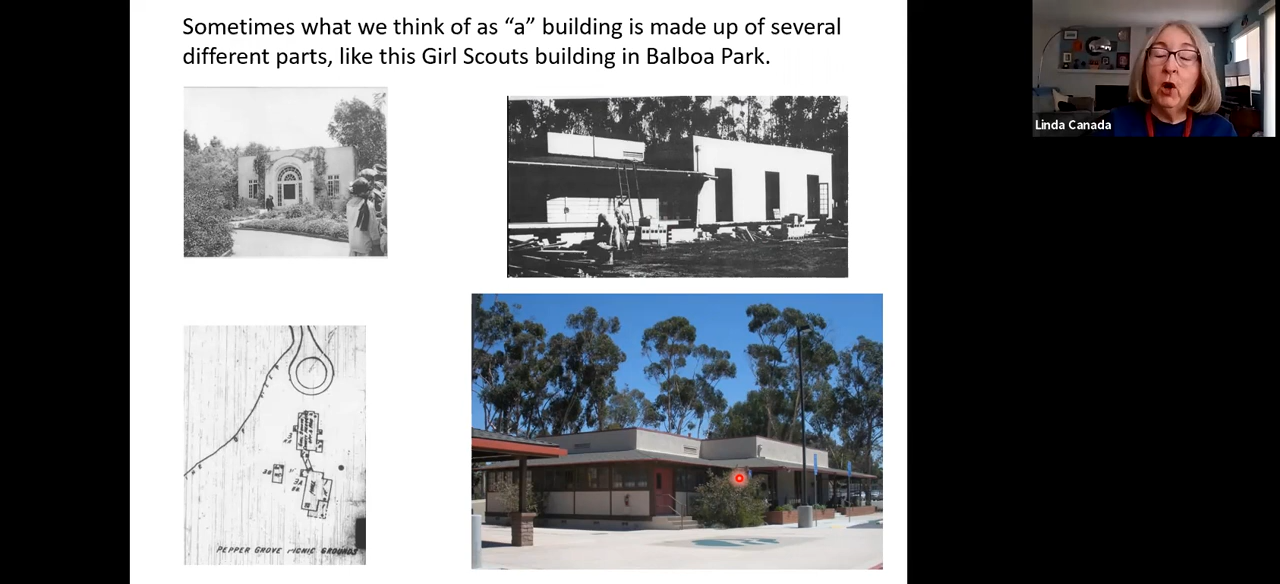 Sometimes what we think of as “a” building is made up of several
different parts, like this Girl Scouts building in Balboa Park.
Linda Canada
PEPPER GROVE PICNIC GROUNDS